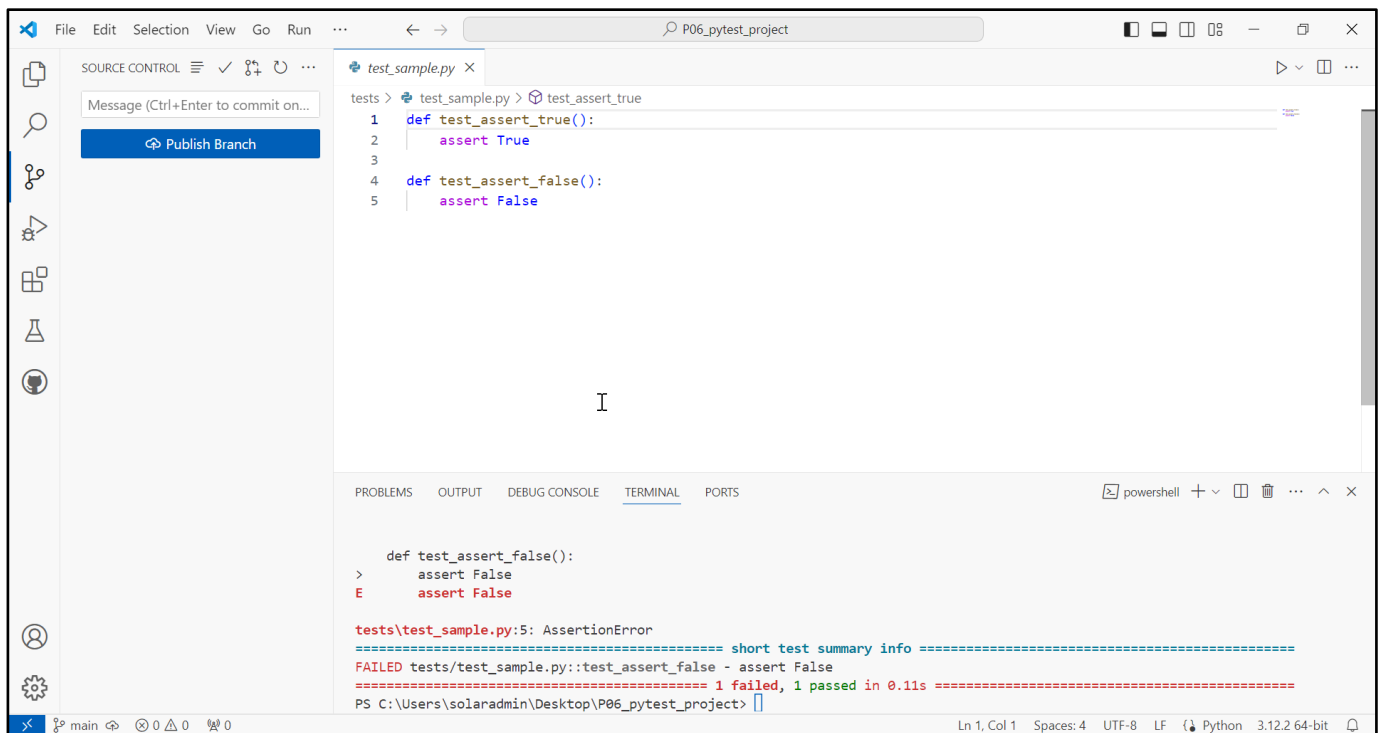 File Edit Selection View Go Run ··· P06_pytest_project
SOURCE CONTROL
Message (Ctrl+Enter to commit on...
Publish Branch
test_sample.py
tests > test_sample.py > test_assert_true
1 def test_assert_true():
2     assert True
3
4 def test_assert_false():
5     assert False
PROBLEMS OUTPUT DEBUG CONSOLE TERMINAL PORTS powershell
    def test_assert_false():
>       assert False
E       assert False
tests\test_sample.py:5: AssertionError
=============================================== short test summary info ================================================
FAILED tests/test_sample.py::test_assert_false - assert False
============================================= 1 failed, 1 passed in 0.11s ==============================================
PS C:\Users\solaradmin\Desktop\P06_pytest_project>
main 0 0 0 Ln 1, Col 1 Spaces: 4 UTF-8 LF Python 3.12.2 64-bit